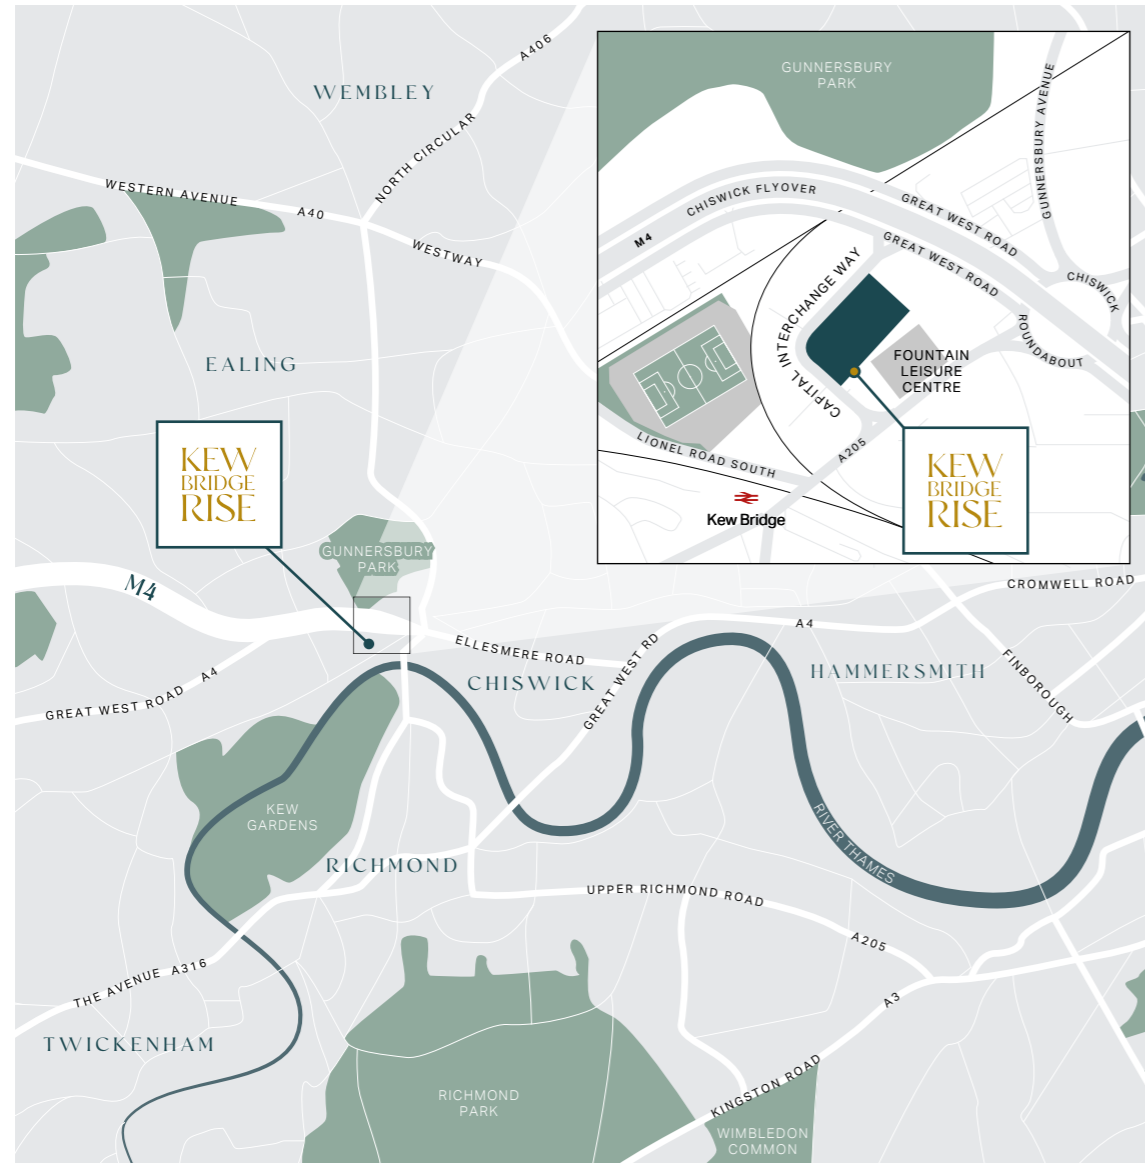 WEMBLEY
A406
NORTH CIRCULAR
WESTERN AVENUE
A40
WESTWAY
EALING
KEW
BRIDGE
RISE
GUNNERSBURY
PARK
M4
GREAT WEST ROAD
A4
ELLESMERE ROAD
CHISWICK
GREAT WEST RD
A4
HAMMERSMITH
CROMWELL ROAD
FINBOROUGH
KEW
GARDENS
RICHMOND
RIVER THAMES
UPPER RICHMOND ROAD
A205
THE AVENUE
A316
TWICKENHAM
A3
KINGSTON ROAD
RICHMOND
PARK
WIMBLEDON
COMMON
GUNNERSBURY
PARK
GUNNERSBURY AVENUE
CHISWICK FLYOVER
M4
GREAT WEST ROAD
GREAT WEST ROAD
CHISWICK
ROUNDABOUT
CAPITAL INTERCHANGE WAY
FOUNTAIN
LEISURE
CENTRE
LIONEL ROAD SOUTH
A205
Kew Bridge
KEW
BRIDGE
RISE